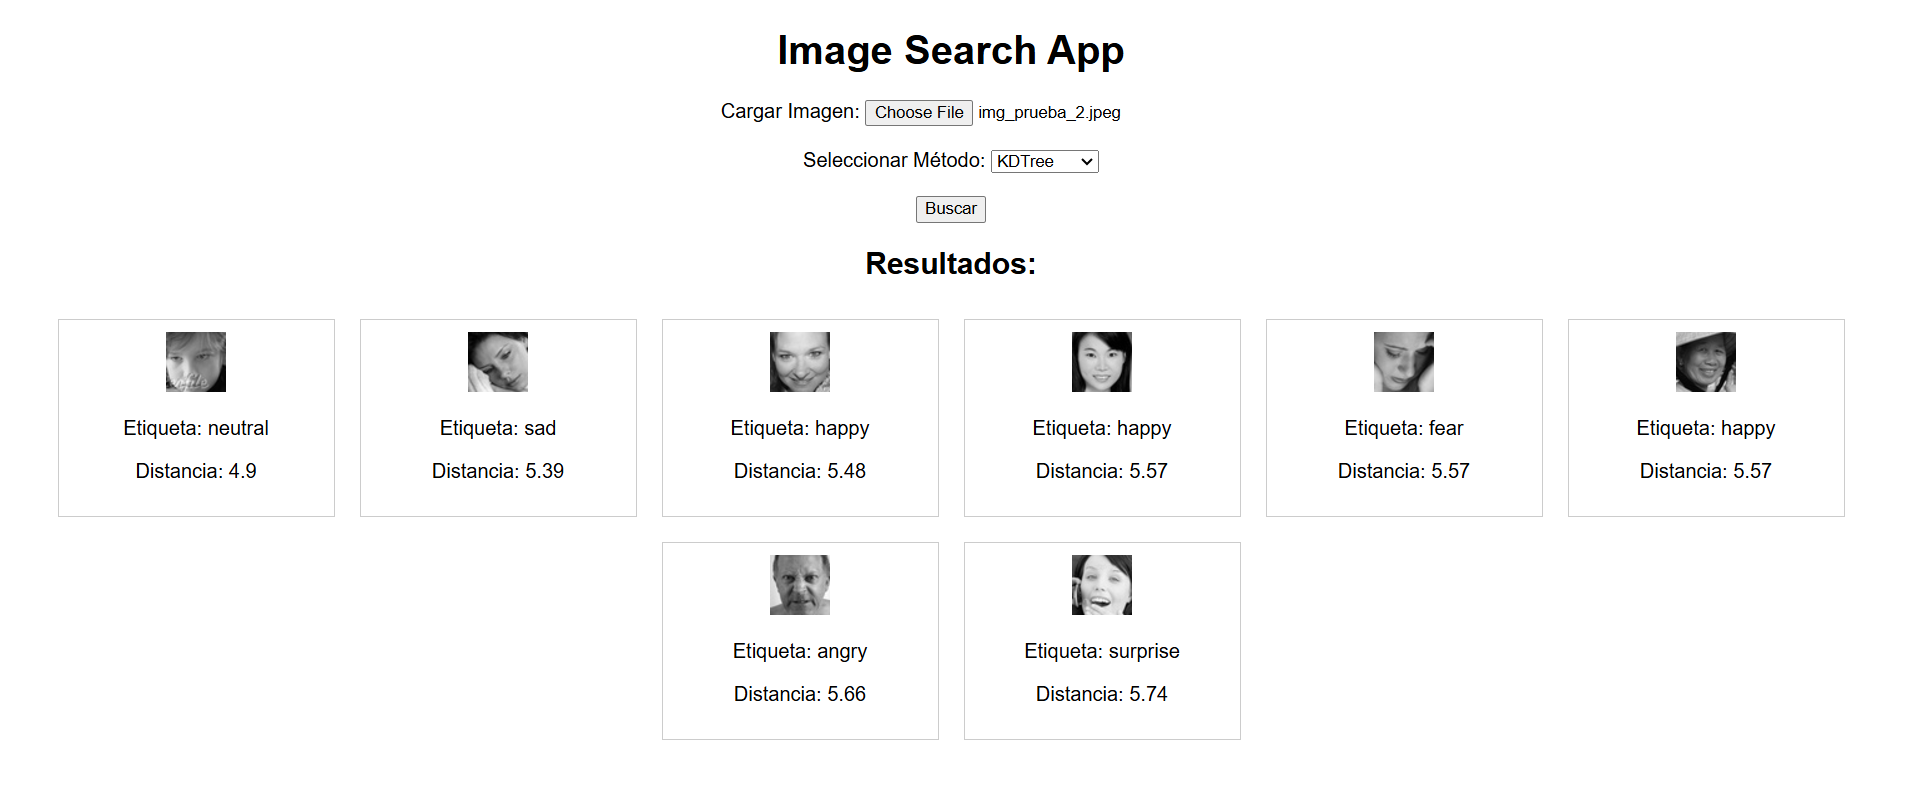 Image Search App
Cargar Imagen: Choose File img_prueba_2.jpeg
Seleccionar Método: KDTree
Buscar
Resultados:
Etiqueta: neutral
Distancia: 4.9
Etiqueta: sad
Distancia: 5.39
Etiqueta: happy
Distancia: 5.48
Etiqueta: happy
Distancia: 5.57
Etiqueta: fear
Distancia: 5.57
Etiqueta: happy
Distancia: 5.57
Etiqueta: angry
Distancia: 5.66
Etiqueta: surprise
Distancia: 5.74